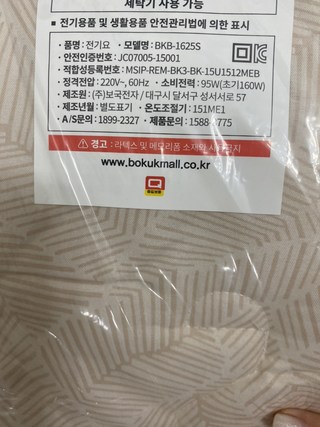 세탁기 사용 가능
■ 전기용품 및 생활용품 안전관리법에 의한 표시
• 품명 : 전기요 • 모델명 : BKB-1625S
• 안전인증번호 : JC07005-15001
• 적합성등록번호 : MSIP-REM-BK3-BK-15U1512MEB
• 정격전압 : 220V~, 60Hz • 소비전력 : 95W(초기160W)
• 제조원 : (주)보국전자 / 대구시 달서구 성서서로 57
• 제조년월 : 별도표기 • 온도조절기 : 151ME1
• A/S문의 : 1899-2327 • 제품문의 : 1588- 775
경고 : 라텍스 및 메모리폼 소재와
www.bokukmall.co.kr